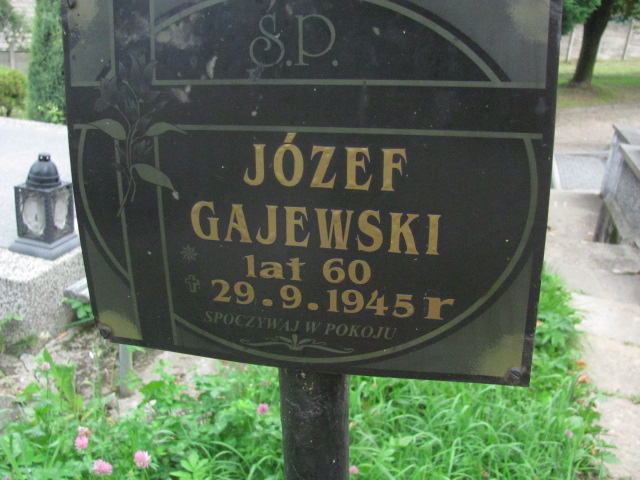 Ś.P.
JÓZEF
GAJEWSKI
lat 60
29.9.1945 r
SPOCZYWAJ W POKOJU